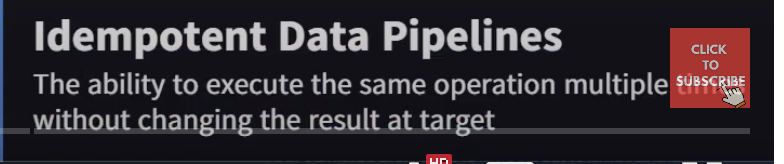 Idempotent Data Pipelines
The ability to execute the same operation multiple
without changing the result at target
CLICK
TO
SUBSCRIBE
HD